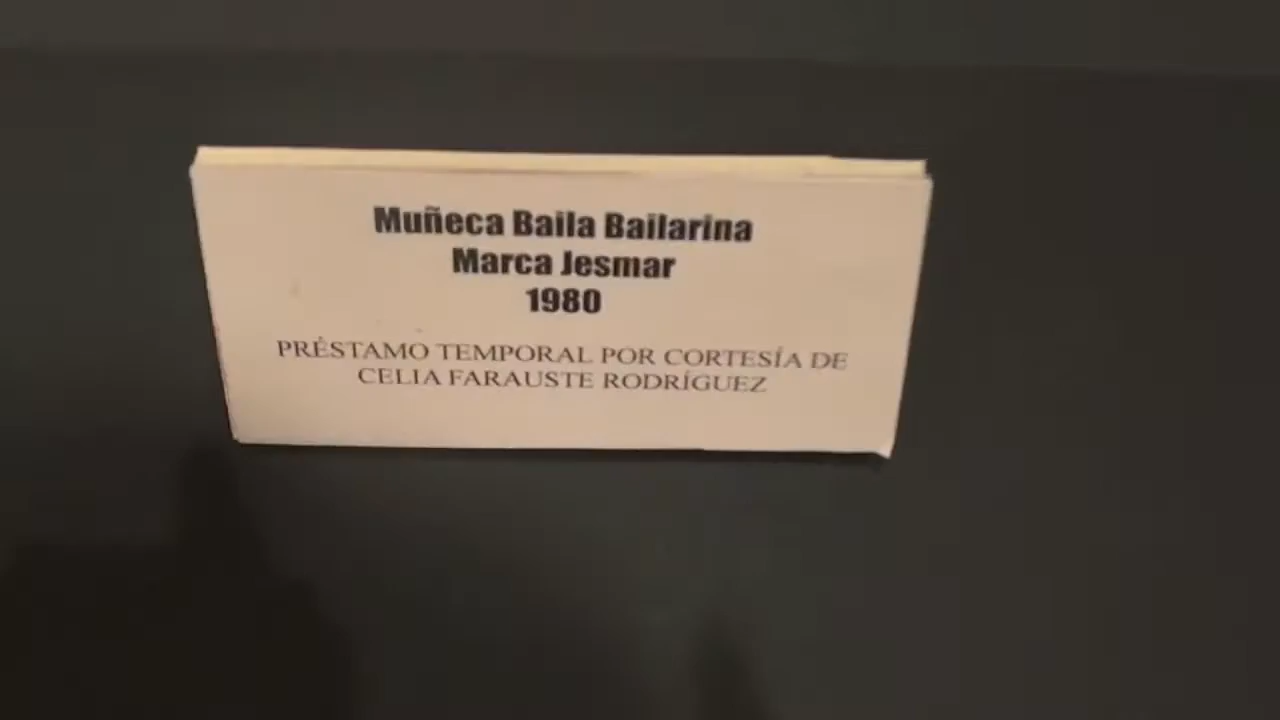 Muñeca Baila Bailarina
Marca Jesmar
1980
PRÉSTAMO TEMPORAL POR CORTESÍA DE
CELIA FARAUSTE RODRÍGUEZ